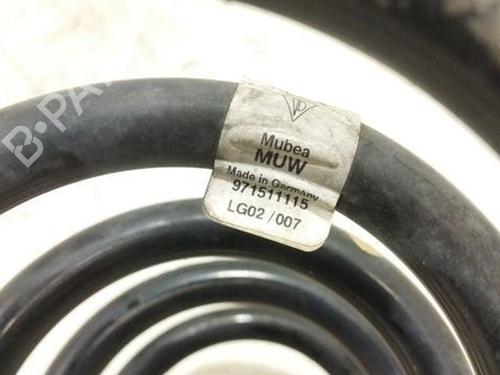 B-PA
Mubea
MUW
Made in Germany
971511115
LG02 / 007